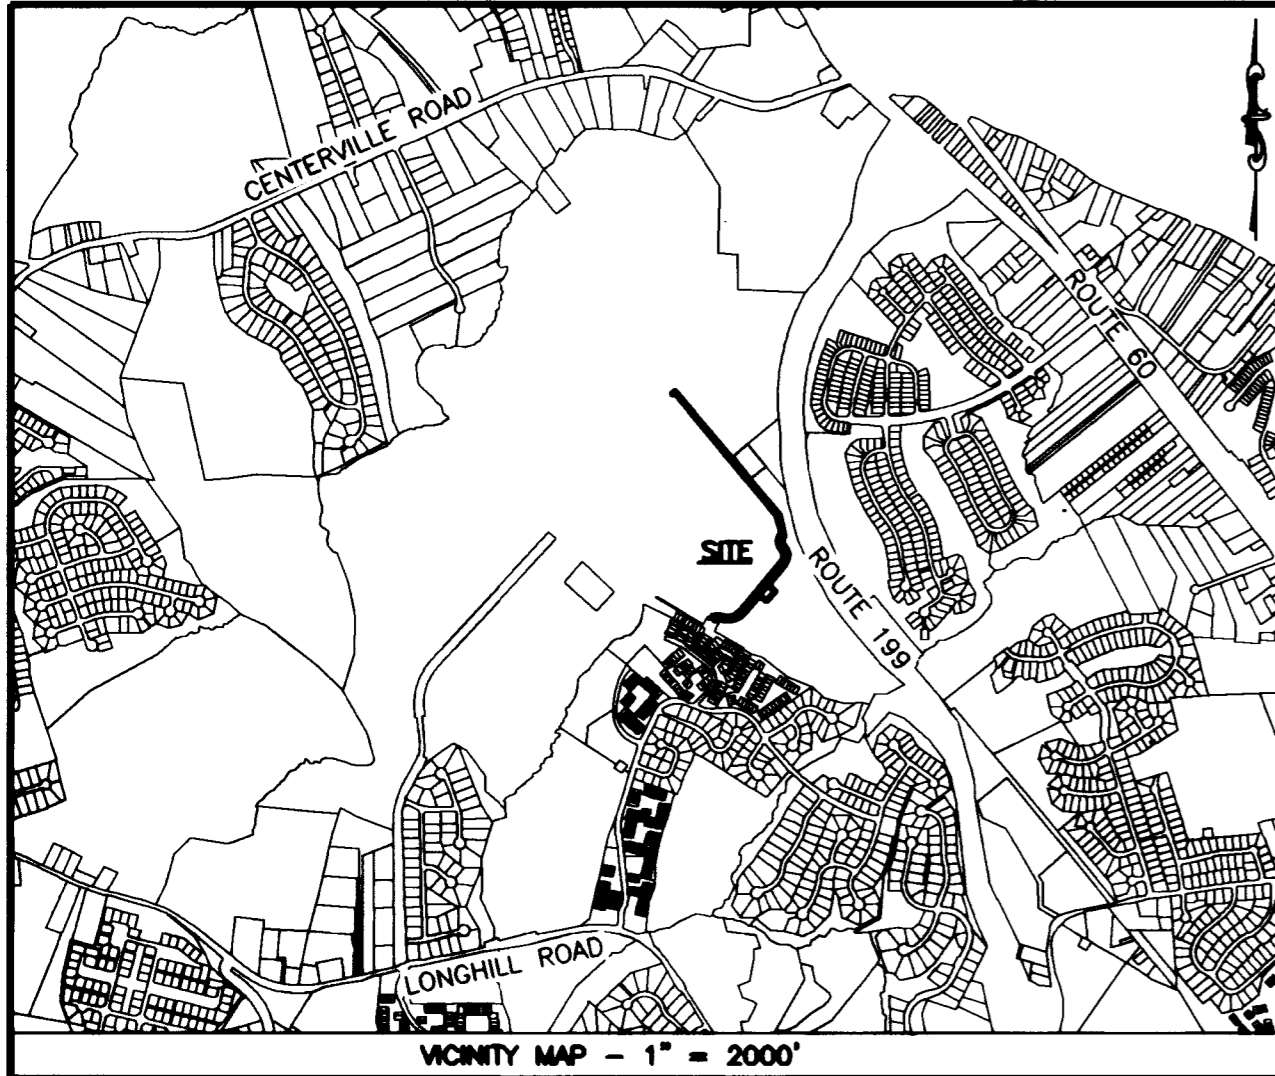 CENTERVILLE ROAD
ROUTE 60
SITE
ROUTE 199
LONGHILL ROAD
VICINITY MAP - 1" = 2000'